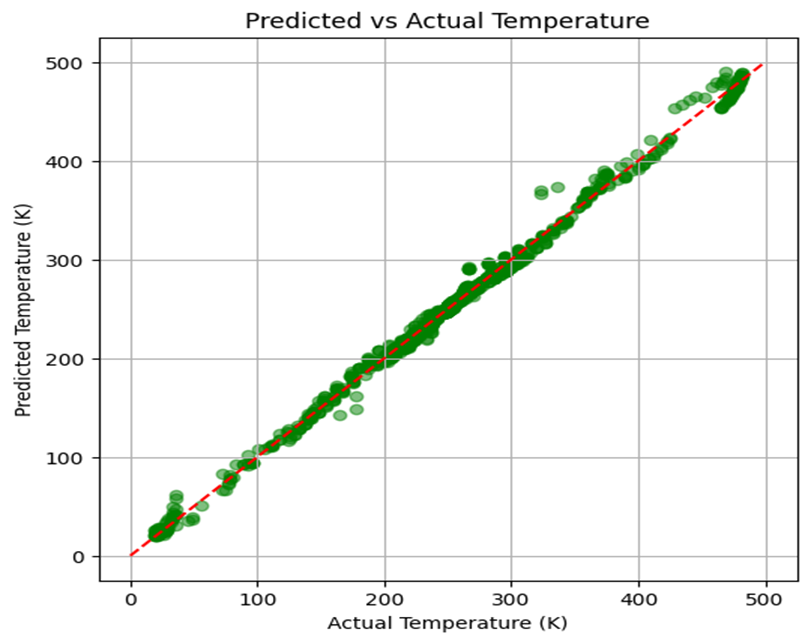 Predicted vs Actual Temperature
500
400
300
200
100
0
Predicted Temperature (K)
0 100 200 300 400 500
Actual Temperature (K)